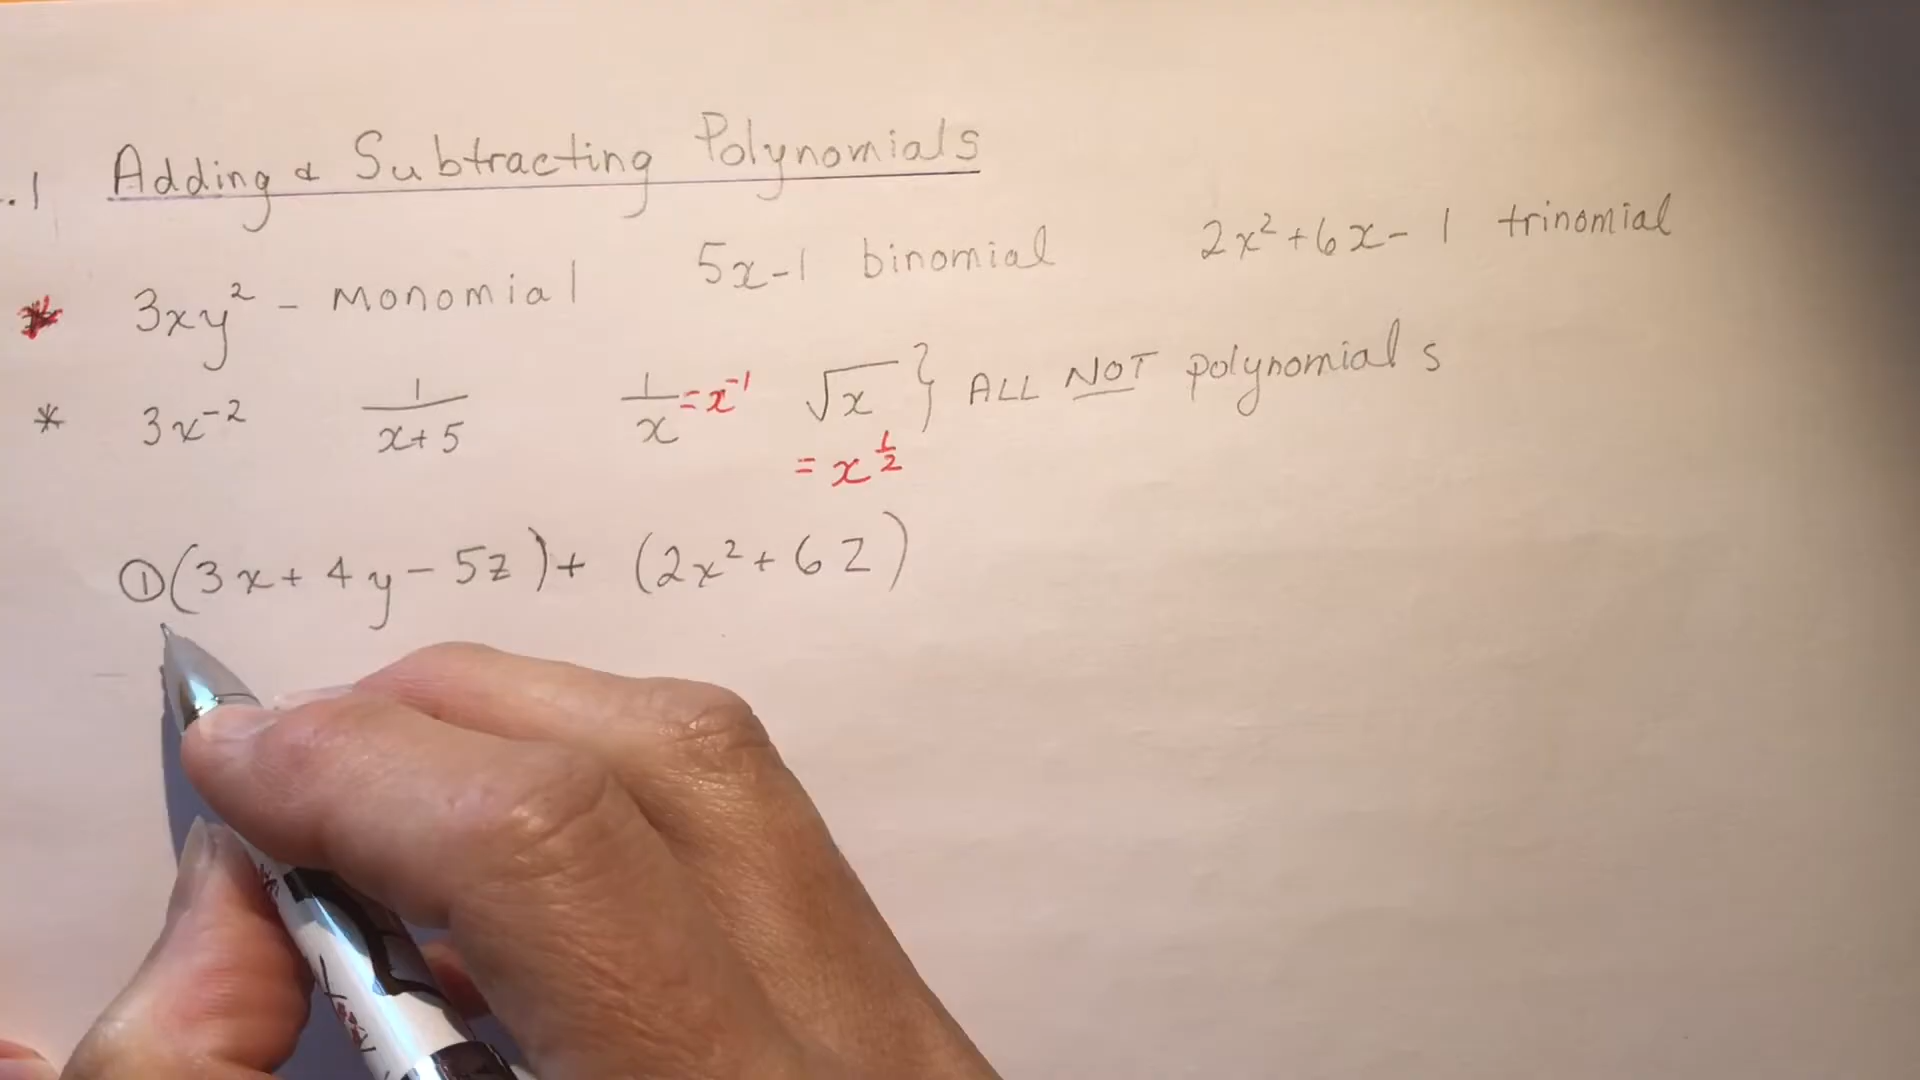 .1 Adding & Subtracting Polynomials
* 3xy² - Monomial 5x-1 binomial 2x²+6x-1 trinomial
* 3x⁻² 1/(x+5) 1/x = x⁻¹ √x } ALL NOT polynomials
= x^(1/2)
① (3x + 4y - 5z) + (2x² + 6z)